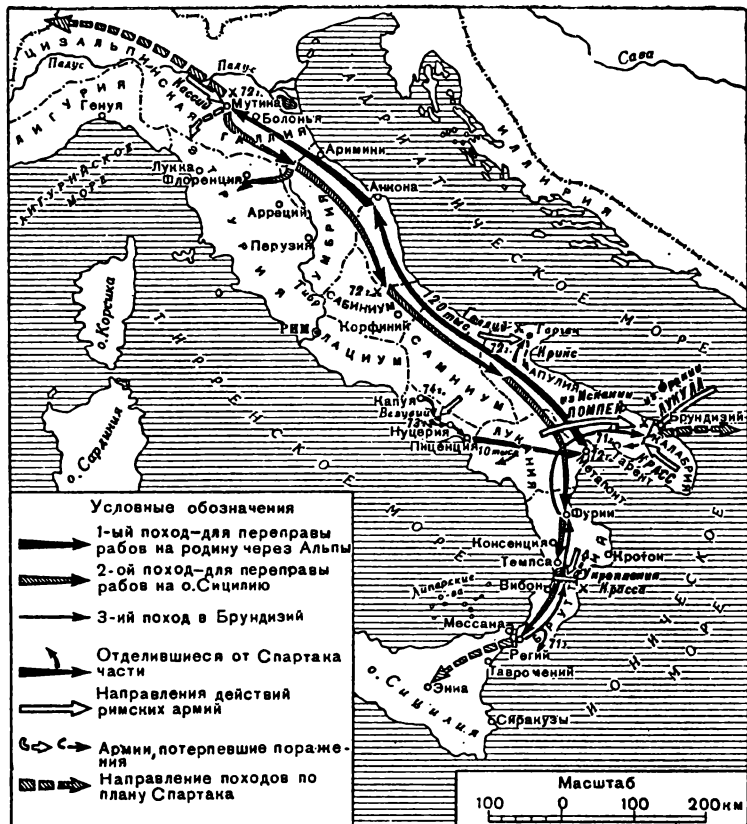 ЦИЗАЛЬПИНСКАЯ ГАЛЛИЯ
Падус
Падус
Сава
ЛИГУРИЯ
Генуя
Кассий
72г.
Мутина
Болонья
АДРИАТИЧЕСКОЕ МОРЕ
ИЛЛИРИЯ
Аримини
ЛИГУРИЙСКОЕ
МОРЕ
Лукка
Флоренция
ЭТРУРИЯ
Анкона
Арреций
УМБРИЯ
Перузия
о.Корсика
Тибр
72г.
САБИНИУМ
РИМ
Корфиний
ЛАЦИУМ
САМНИУМ
120 тыс.
Гарган
72г.
Крикс
АПУЛИЯ
из Испании
ПОМПЕЙ
из Фракии
ЛУКУЛЛ
Брундизий
ТИРРЕНСКОЕ МОРЕ
о. Сардиния
Капуя
74г.
Везувий
73г.
Нуцерия
Пиценция
10 тыс.
ЛУКАНИЯ
71г.
72г.
Тарент
КРАСС
КАЛАБРИЯ
Метапонт
Фурии
Консенция
Темпса
Кротон
Вибон
Укрепления
Красса
Липарские
о-ва
БРУТТИЯ
Мессана
71г.
Регий
Таврочений
Энна
о. СИЦИЛИЯ
Сяракузы
ИОНИЧЕСКОЕ
МОРЕ
Условные обозначения
1-ый поход-для переправы
рабов на родину через Альпы
2-ой поход-для переправы
рабов на о.Сицилию
3-ий поход в Брундизий
Отделившиеся от Спартака
части
Направления действий
римских армий
Армии, потерпевшие пораже-
ния
Направление походов по
плану Спартака
Масштаб
100 0 100 200 км